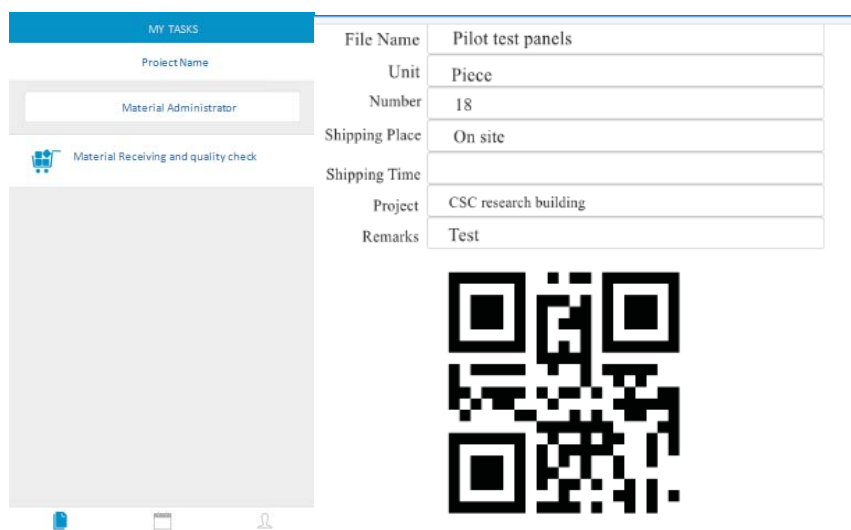 MY TASKS
Project Name
Material Administrator
Material Receiving and quality check
File Name Pilot test panels
Unit Piece
Number 18
Shipping Place On site
Shipping Time
Project CSC research building
Remarks Test